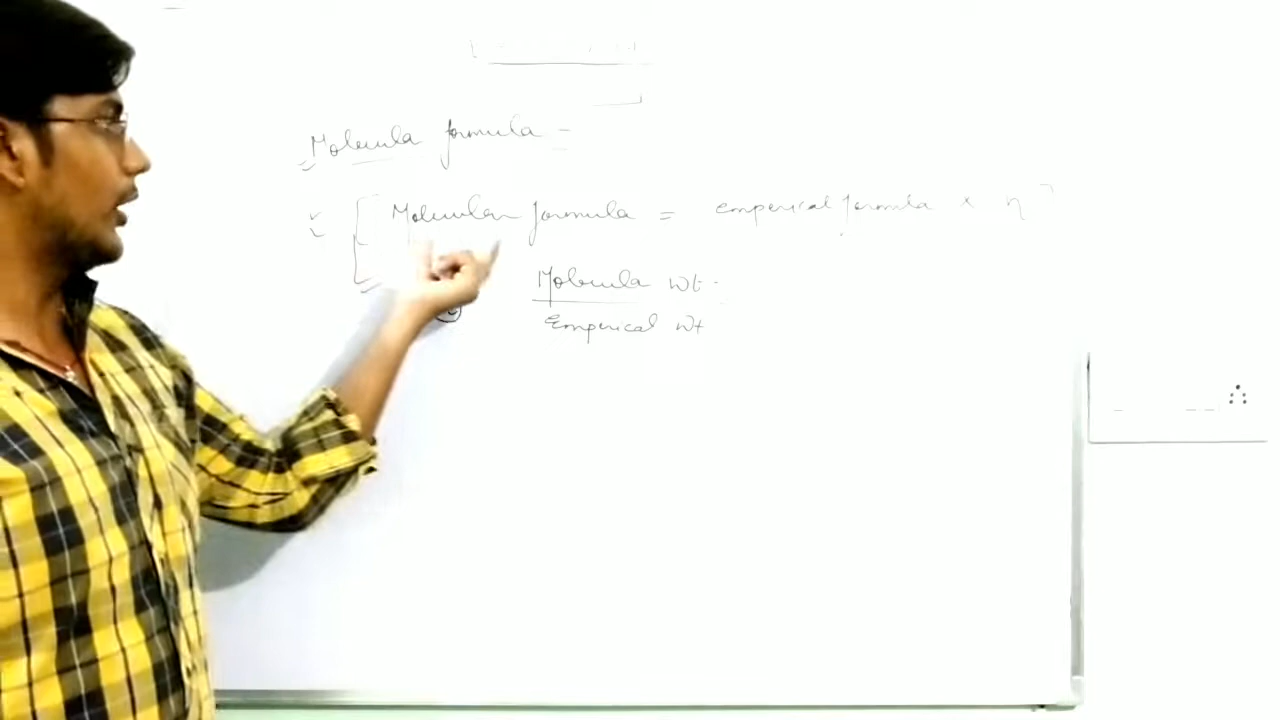 Molecula formula =
[ Molecular formula = emperical formula × n ]
Molecula wt.
Emperical wt